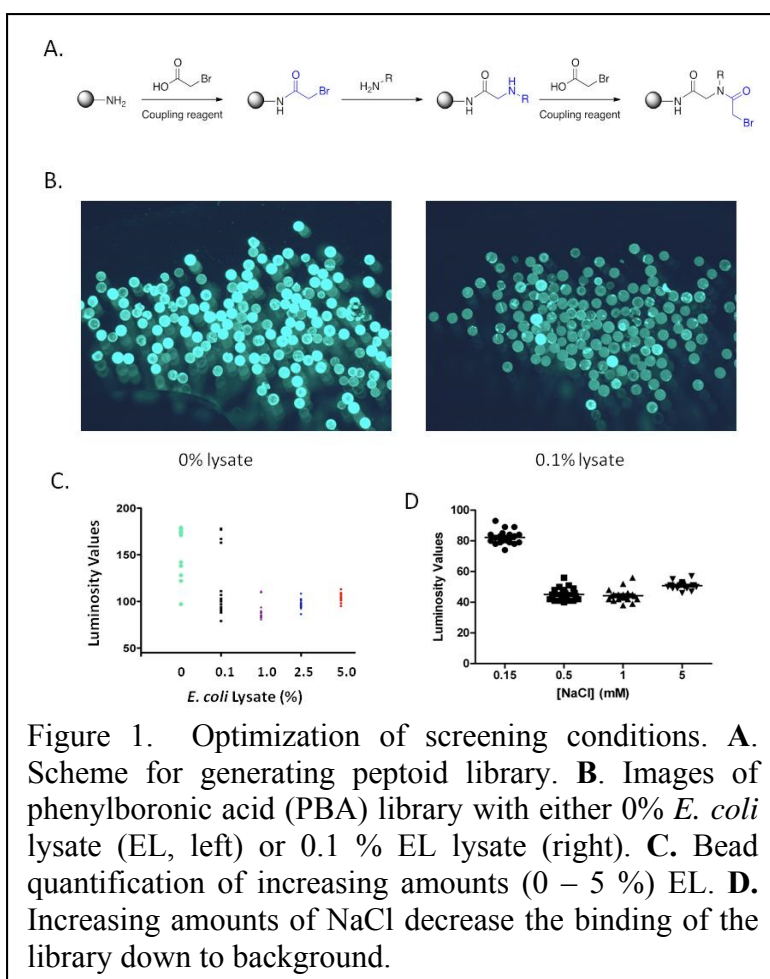 A.
O
HO Br
Coupling reagent
NH₂
O
N
H
Br
H₂N R
O
N
H
H
N
R
O
HO Br
Coupling reagent
O
N
H
R
N
O
Br
B.
0% lysate
0.1% lysate
C.
Luminosity Values
200
150
100
50
0 0.1 1.0 2.5 5.0
E. coli Lysate (%)
D
Luminosity Values
100
80
60
40
20
0
0.15 0.5 1 5
[NaCl] (mM)
Figure 1. Optimization of screening conditions. A.
Scheme for generating peptoid library. B. Images of
phenylboronic acid (PBA) library with either 0% E. coli
lysate (EL, left) or 0.1 % EL lysate (right). C. Bead
quantification of increasing amounts (0 – 5 %) EL. D.
Increasing amounts of NaCl decrease the binding of the
library down to background.